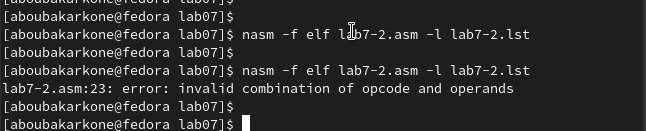 [aboubakarkone@fedora lab07]$
[aboubakarkone@fedora lab07]$
[aboubakarkone@fedora lab07]$ nasm -f elf lab7-2.asm -l lab7-2.lst
[aboubakarkone@fedora lab07]$
[aboubakarkone@fedora lab07]$ nasm -f elf lab7-2.asm -l lab7-2.lst
lab7-2.asm:23: error: invalid combination of opcode and operands
[aboubakarkone@fedora lab07]$
[aboubakarkone@fedora lab07]$